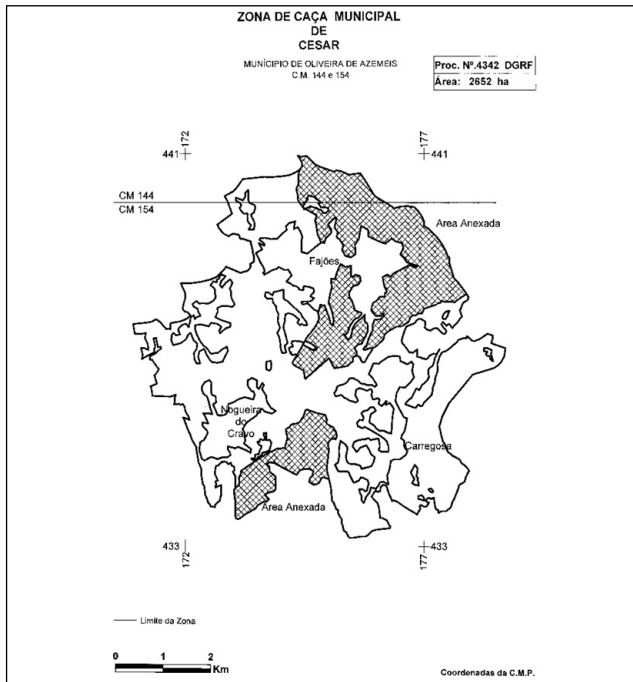 ZONA DE CAÇA MUNICIPAL
DE
CESAR
MUNÍCIPIO DE OLIVEIRA DE AZEMEIS
C.M. 144 e 154
Proc. Nº.4342 DGRF
Área: 2652 ha
172
441
177
441
CM 144
CM 154
Area Anexada
Fajões
Nogueira
do
Cravo
Carregosa
Area Anexada
433
172
433
177
Limite da Zona
0 1 2
Km
Coordenadas da C.M.P.